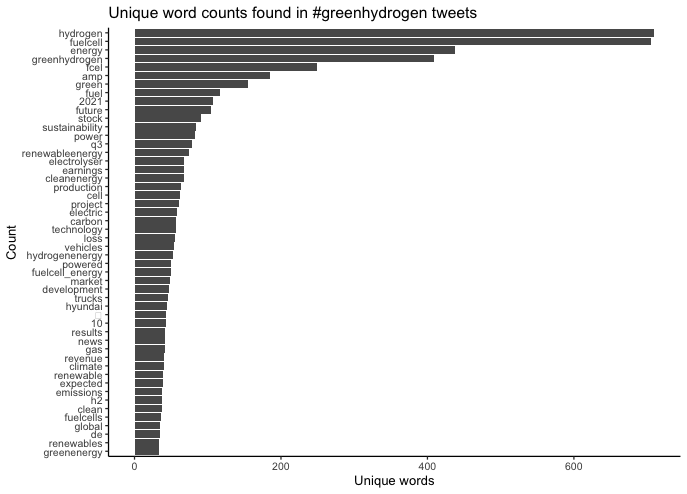 Unique word counts found in #greenhydrogen tweets
hydrogen
fuelcell
energy
greenhydrogen
fcel
amp
green
fuel
2021
future
stock
sustainability
power
q3
renewableenergy
electrolyser
earnings
cleanenergy
production
cell
project
electric
carbon
technology
loss
vehicles
hydrogenenergy
powered
fuelcell_energy
market
development
trucks
hyundai
10
results
news
gas
revenue
climate
renewable
expected
emissions
h2
clean
fuelcells
global
de
renewables
greenenergy
Count
0 200 400 600
Unique words